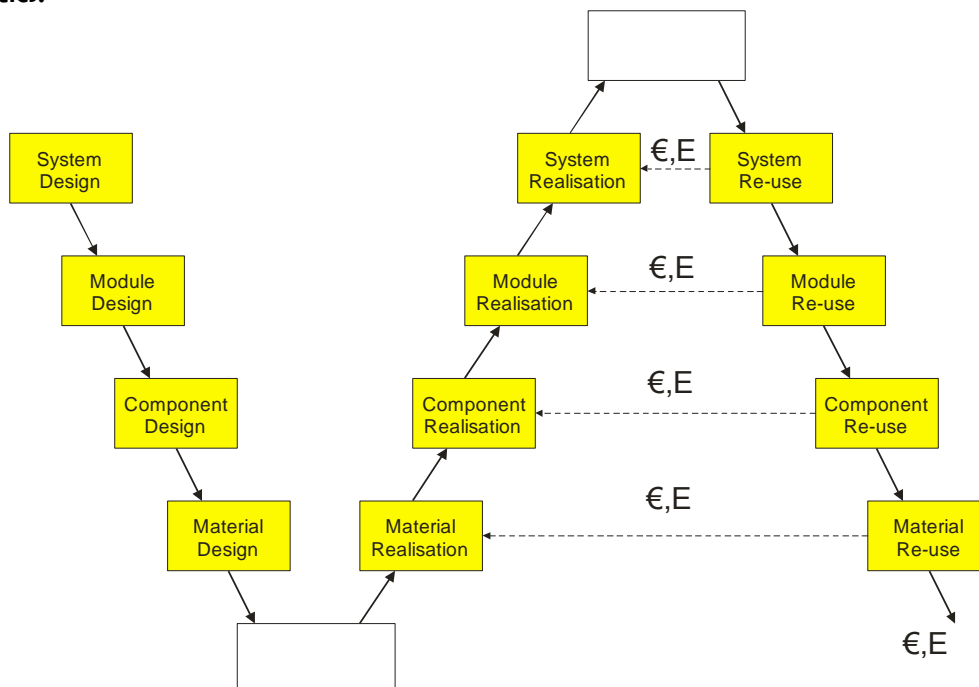 System
Design
System
Realisation
€,E
System
Re-use
Module
Design
Module
Realisation
€,E
Module
Re-use
Component
Design
Component
Realisation
€,E
Component
Re-use
Material
Design
Material
Realisation
€,E
Material
Re-use
€,E